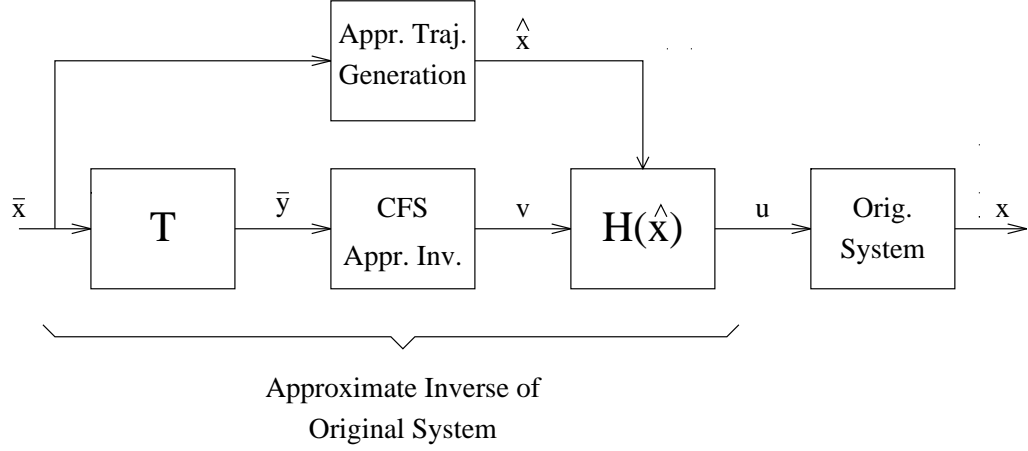 Appr. Traj.
Generation
x̂
x̄
T
ȳ
CFS
Appr. Inv.
v
H(x̂)
u
Orig.
System
x
Approximate Inverse of
Original System